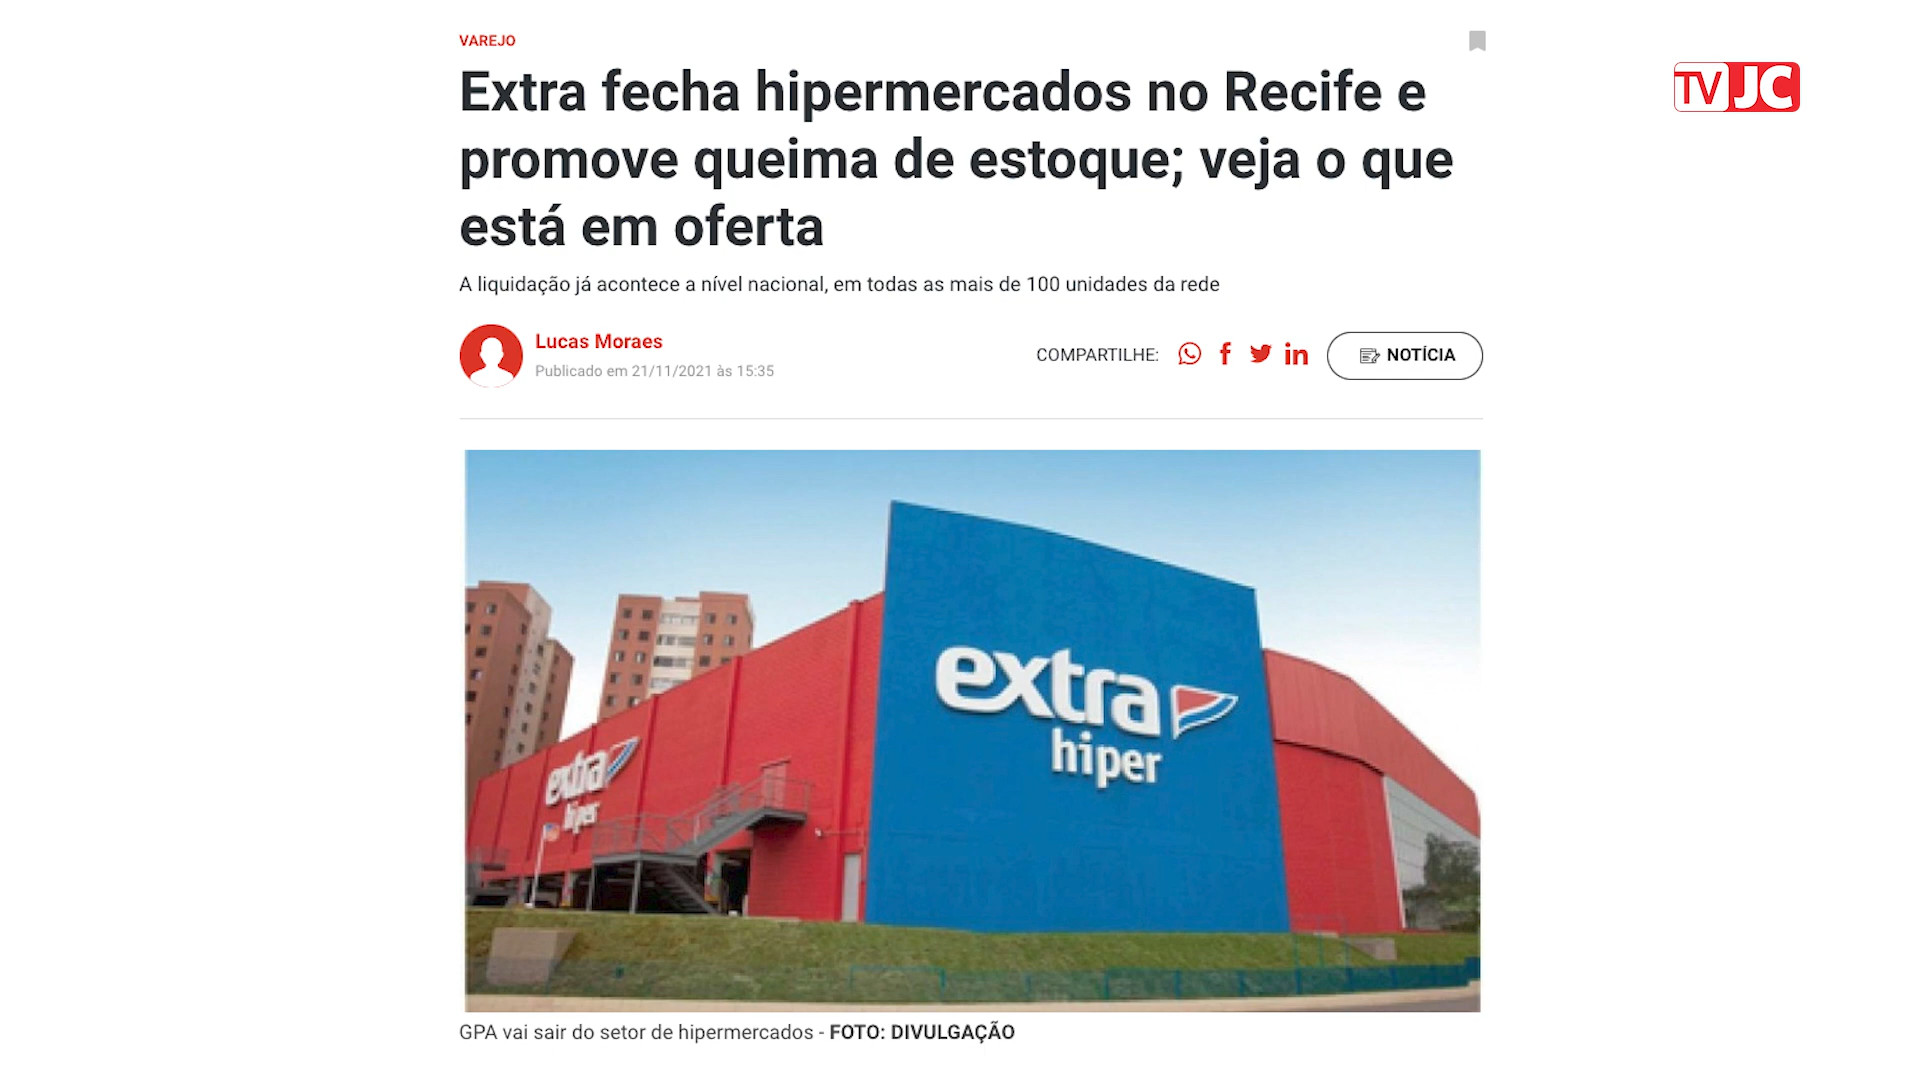 VAREJO
TV JC
Extra fecha hipermercados no Recife e
promove queima de estoque; veja o que
está em oferta
A liquidação já acontece a nível nacional, em todas as mais de 100 unidades da rede
Lucas Moraes
Publicado em 21/11/2021 às 15:35
COMPARTILHE:
NOTÍCIA
extra
hiper
extra
hiper
GPA vai sair do setor de hipermercados - FOTO: DIVULGAÇÃO